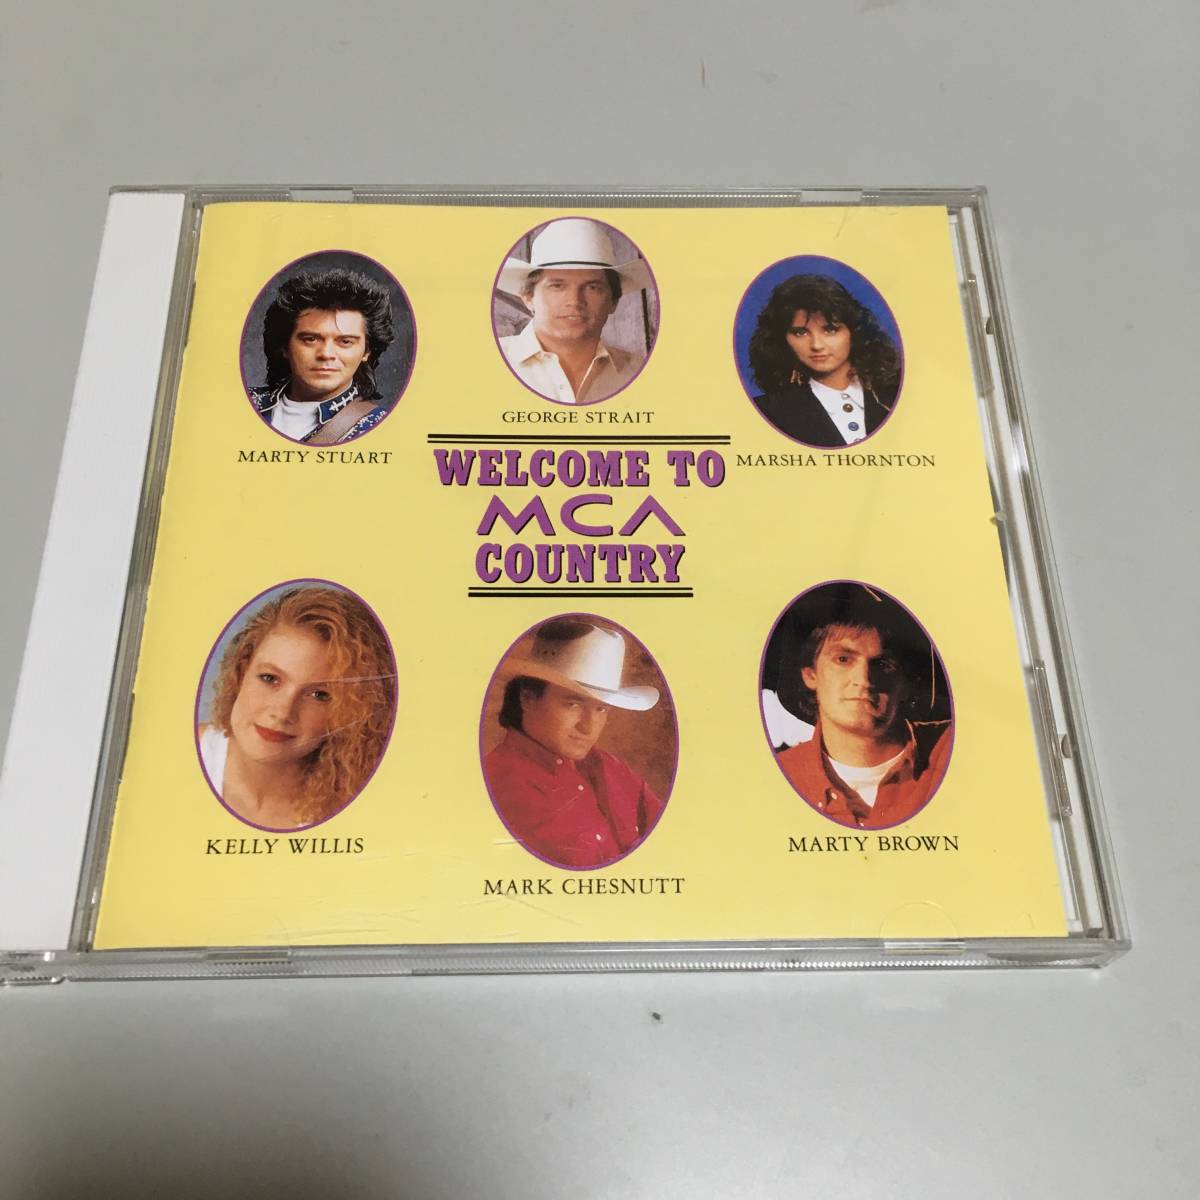 GEORGE STRAIT
MARTY STUART
MARSHA THORNTON
WELCOME TO
MCA
COUNTRY
KELLY WILLIS
MARK CHESNUTT
MARTY BROWN